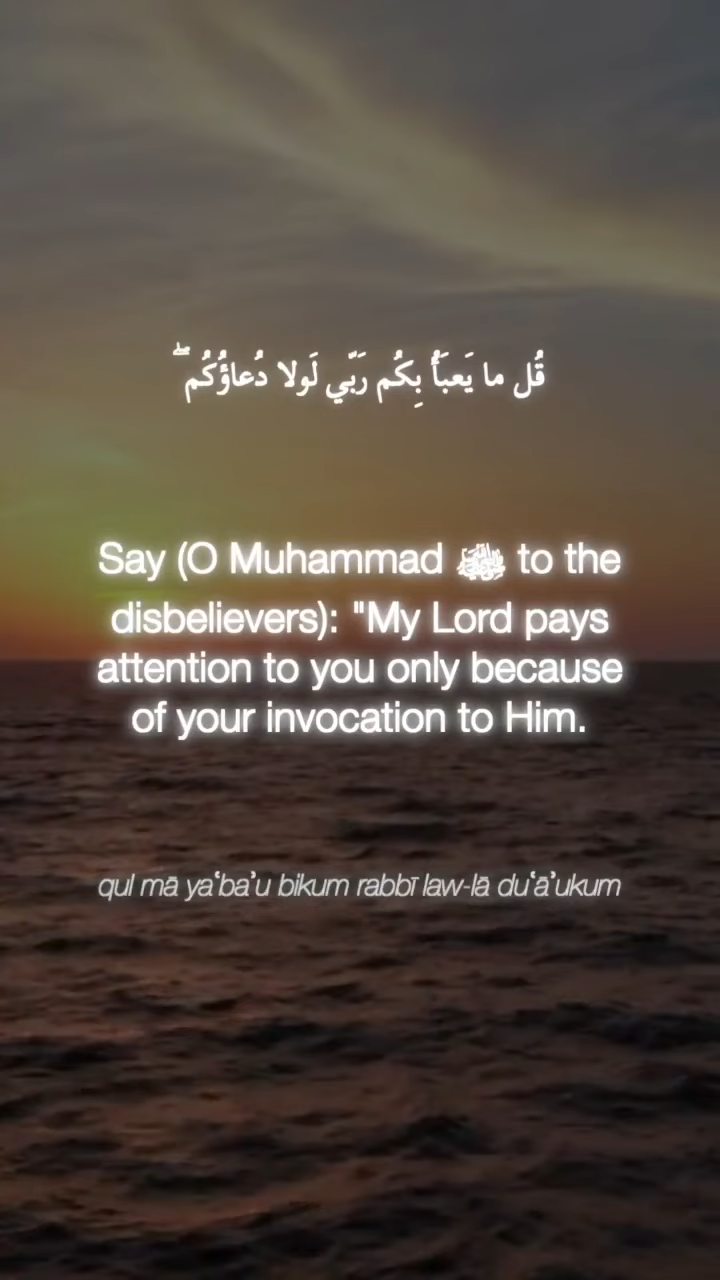 قُل ما يَعبَأُ بِكُم رَبّي لَولا دُعاؤُكُم ۖ
Say (O Muhammad ﷺ to the
disbelievers): "My Lord pays
attention to you only because
of your invocation to Him.
qul mā yaʿbaʾu bikum rabbī law-lā duʿāʾukum